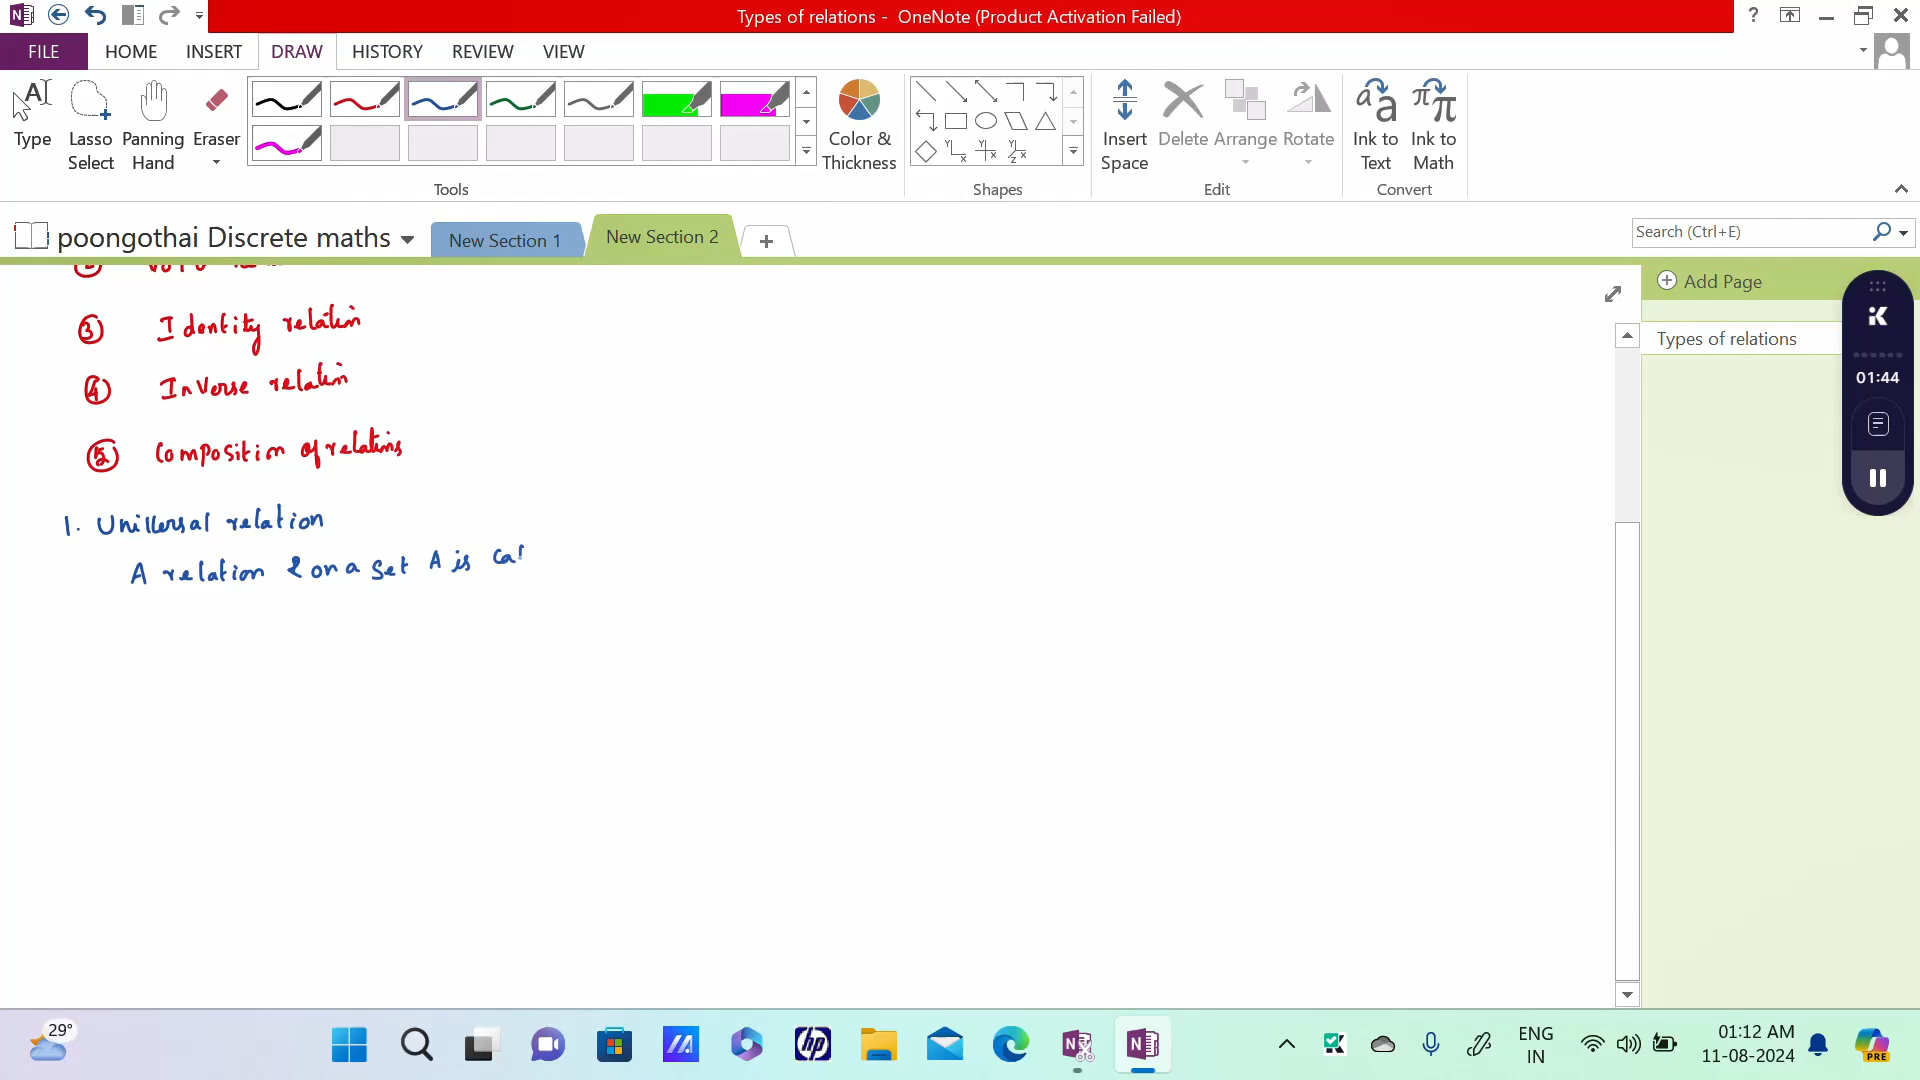 Types of relations - OneNote (Product Activation Failed)
FILE HOME INSERT DRAW HISTORY REVIEW VIEW
Type
Lasso Select
Panning Hand
Eraser
Color & Thickness
Insert Space
Delete Arrange Rotate
Ink to Text
Ink to Math
Tools Shapes Edit Convert
poongothai Discrete maths
New Section 1
New Section 2
Search (Ctrl+E)
Add Page
Types of relations
01:44
3 Identity relation
4 Inverse relation
5 Composition of relations
1. Universal relation
A relation R on a set A is cal
29°
ENG
IN
01:12 AM
11-08-2024
PRE